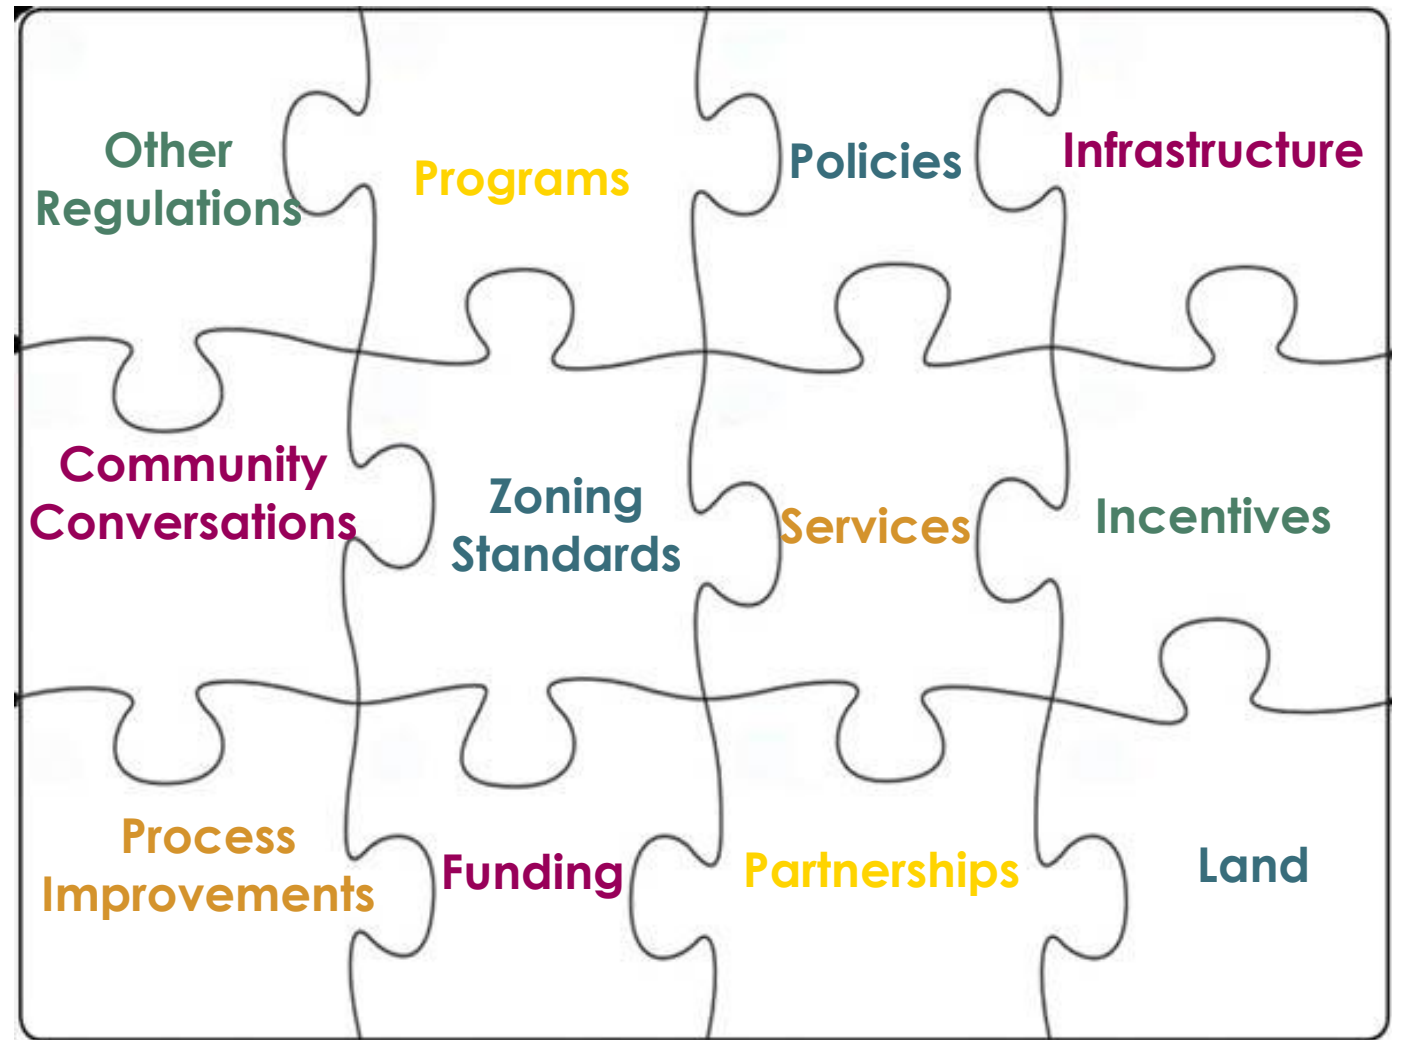 Other
Regulations
Programs
Policies
Infrastructure
Community
Conversations
Zoning
Standards
Services
Incentives
Process
Improvements
Funding
Partnerships
Land